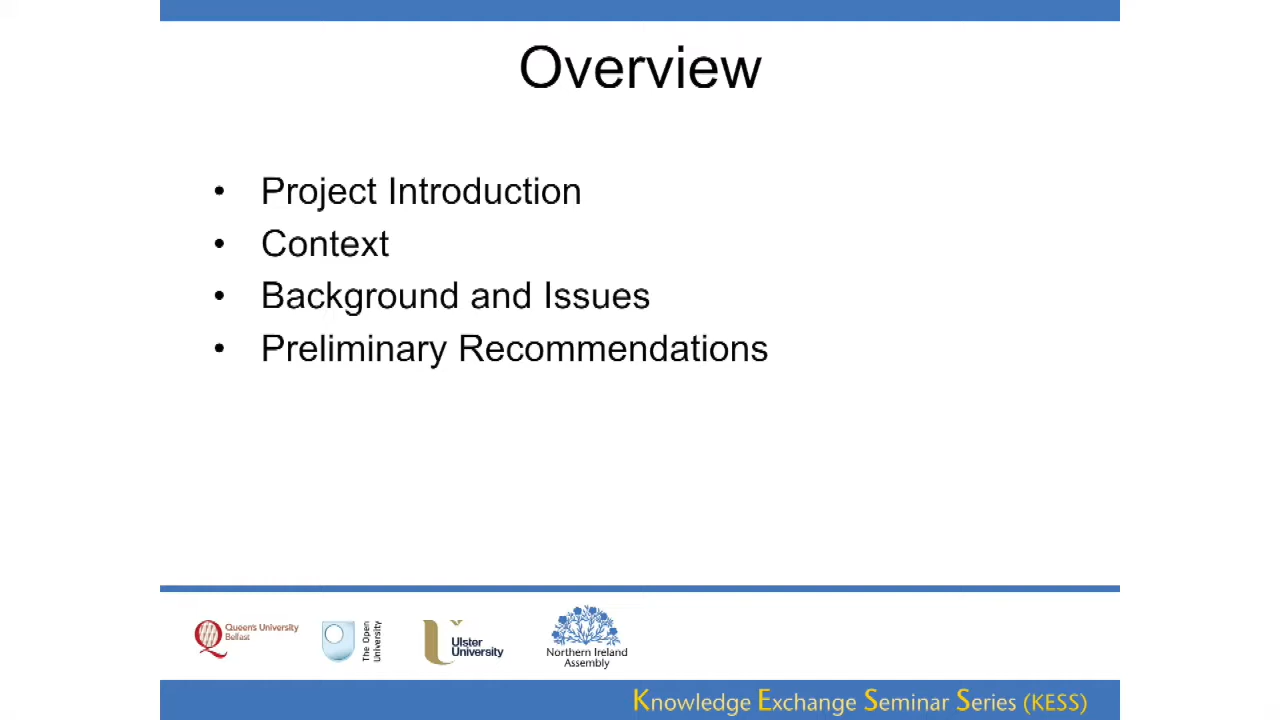 Overview
• Project Introduction
• Context
• Background and Issues
• Preliminary Recommendations
Queen's University
Belfast
The Open
University
Ulster
University
Northern Ireland
Assembly
Knowledge Exchange Seminar Series (KESS)